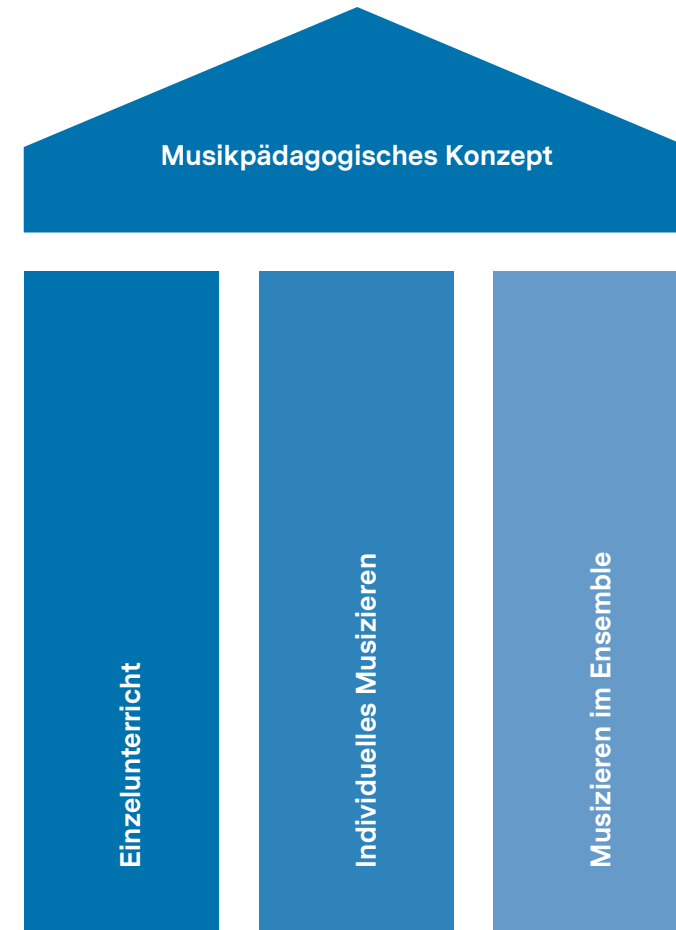 Musikpädagogisches Konzept
Einzelunterricht
Individuelles Musizieren
Musizieren im Ensemble